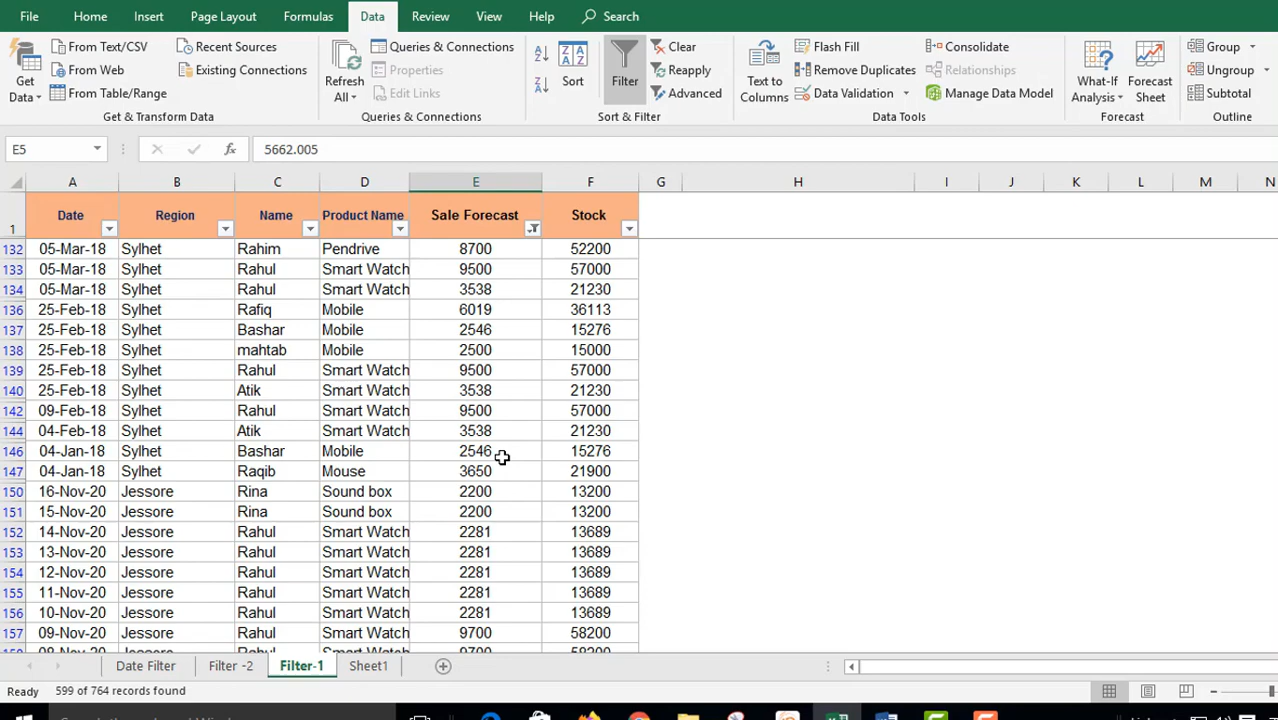 File Home Insert Page Layout Formulas Data Review View Help Search
Get Data From Text/CSV From Web From Table/Range Recent Sources Existing Connections
Get & Transform Data
Refresh All Queries & Connections Properties Edit Links
Queries & Connections
Sort Filter Clear Reapply Advanced
Sort & Filter
Text to Columns Flash Fill Remove Duplicates Data Validation Consolidate Relationships Manage Data Model
Data Tools
What-If Analysis Forecast Sheet
Forecast
Group Ungroup Subtotal
Outline
E5 fx 5662.005
A B C D E F G H I J K L M N
1 Date Region Name Product Name Sale Forecast Stock
132 05-Mar-18 Sylhet Rahim Pendrive 8700 52200
133 05-Mar-18 Sylhet Rahul Smart Watch 9500 57000
134 05-Mar-18 Sylhet Rahul Smart Watch 3538 21230
136 25-Feb-18 Sylhet Rafiq Mobile 6019 36113
137 25-Feb-18 Sylhet Bashar Mobile 2546 15276
138 25-Feb-18 Sylhet mahtab Mobile 2500 15000
139 25-Feb-18 Sylhet Rahul Smart Watch 9500 57000
140 25-Feb-18 Sylhet Atik Smart Watch 3538 21230
142 09-Feb-18 Sylhet Rahul Smart Watch 9500 57000
144 04-Feb-18 Sylhet Atik Smart Watch 3538 21230
146 04-Jan-18 Sylhet Bashar Mobile 2546 15276
147 04-Jan-18 Sylhet Raqib Mouse 3650 21900
150 16-Nov-20 Jessore Rina Sound box 2200 13200
151 15-Nov-20 Jessore Rina Sound box 2200 13200
152 14-Nov-20 Jessore Rahul Smart Watch 2281 13689
153 13-Nov-20 Jessore Rahul Smart Watch 2281 13689
154 12-Nov-20 Jessore Rahul Smart Watch 2281 13689
155 11-Nov-20 Jessore Rahul Smart Watch 2281 13689
156 10-Nov-20 Jessore Rahul Smart Watch 2281 13689
157 09-Nov-20 Jessore Rahul Smart Watch 9700 58200
Date Filter Filter -2 Filter-1 Sheet1
Ready 599 of 764 records found